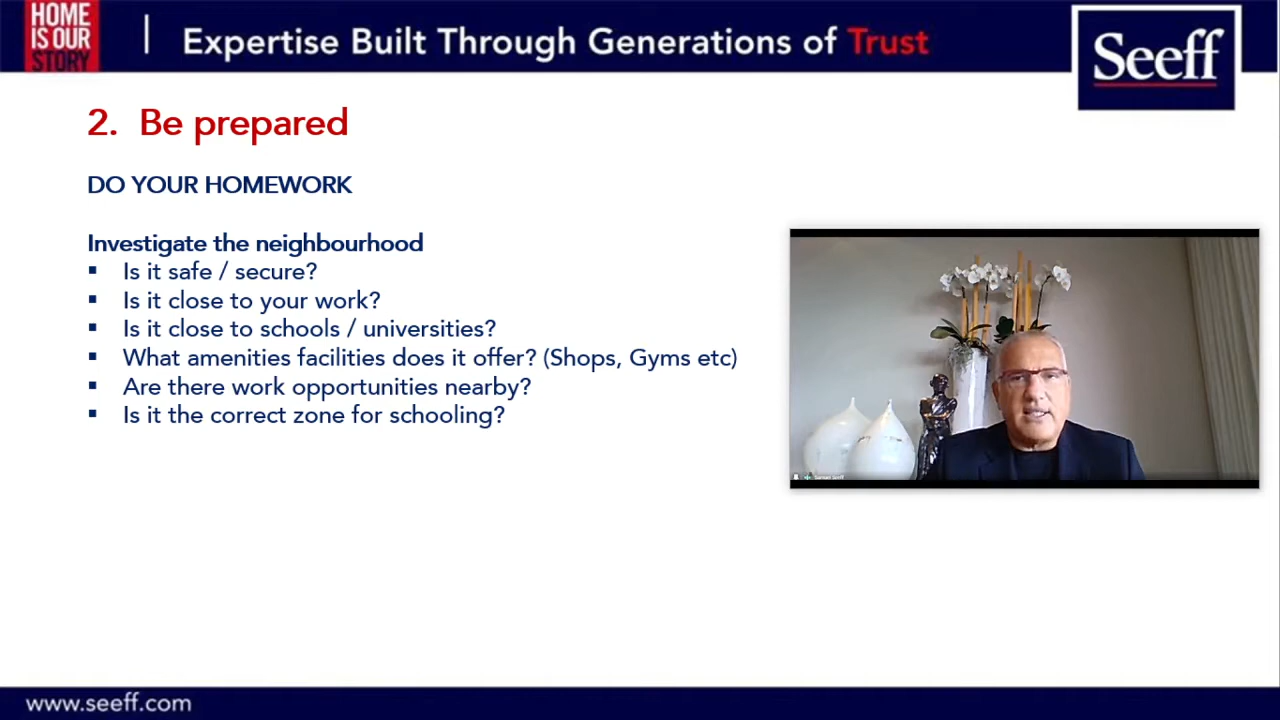 HOME
IS OUR
STORY
Expertise Built Through Generations of Trust
Seeff
2. Be prepared
DO YOUR HOMEWORK
Investigate the neighbourhood
▪ Is it safe / secure?
▪ Is it close to your work?
▪ Is it close to schools / universities?
▪ What amenities facilities does it offer? (Shops, Gyms etc)
▪ Are there work opportunities nearby?
▪ Is it the correct zone for schooling?
Samuel Seeff
www.seeff.com